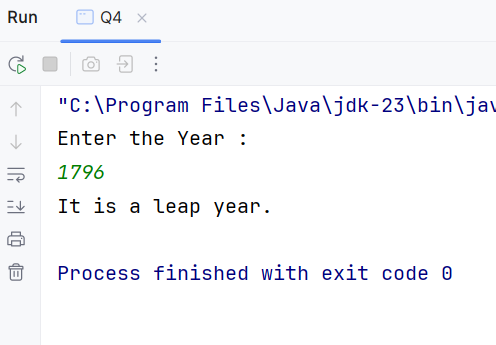 Run Q4
"C:\Program Files\Java\jdk-23\bin\jav
Enter the Year :
1796
It is a leap year.
Process finished with exit code 0